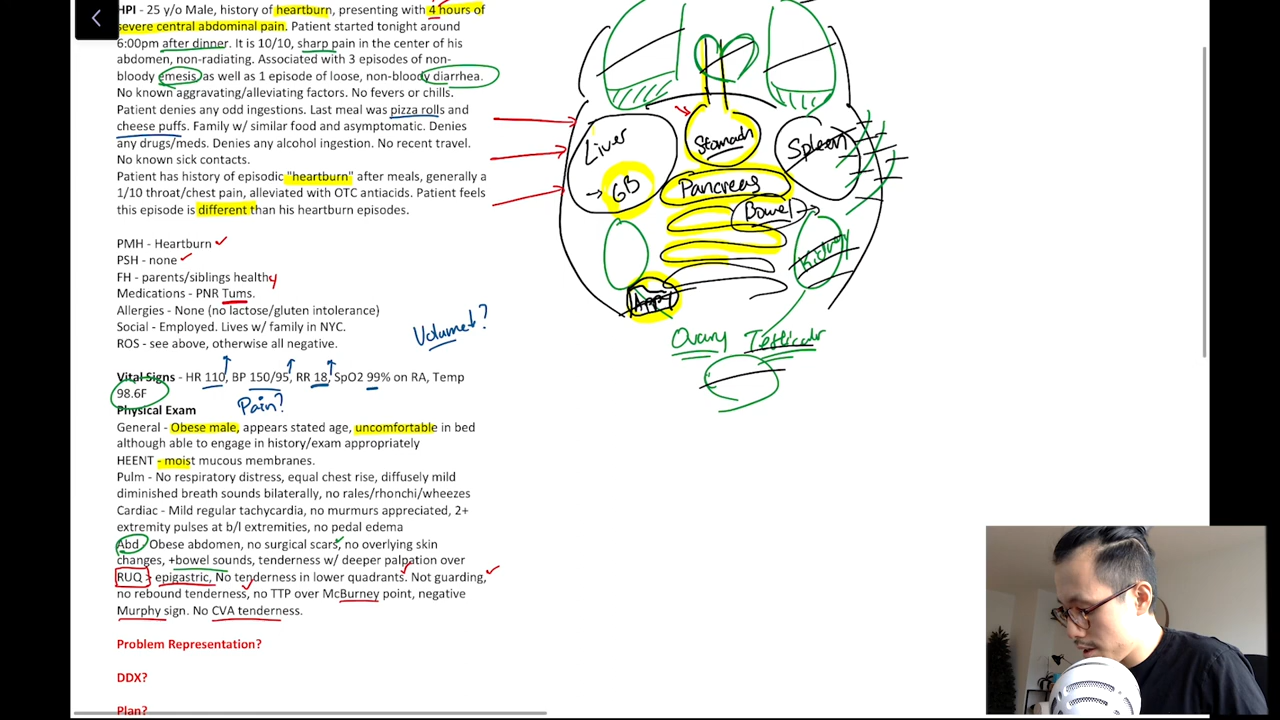 HPI - 25 y/o Male, history of heartburn, presenting with 4 hours of
severe central abdominal pain. Patient started tonight around
6:00pm after dinner. It is 10/10, sharp pain in the center of his
abdomen, non-radiating. Associated with 3 episodes of non-
bloody emesis as well as 1 episode of loose, non-bloody diarrhea.
No known aggravating/alleviating factors. No fevers or chills.
Patient denies any odd ingestions. Last meal was pizza rolls and
cheese puffs. Family w/ similar food and asymptomatic. Denies
any drugs/meds. Denies any alcohol ingestion. No recent travel.
No known sick contacts.
Patient has history of episodic "heartburn" after meals, generally a
1/10 throat/chest pain, alleviated with OTC antiacids. Patient feels
this episode is different than his heartburn episodes.
PMH - Heartburn
PSH - none
FH - parents/siblings healthy
Medications - PNR Tums.
Allergies - None (no lactose/gluten intolerance)
Social - Employed. Lives w/ family in NYC.
ROS - see above, otherwise all negative.
Volume?
Vital Signs - HR 110, BP 150/95, RR 18, SpO2 99% on RA, Temp
98.6F
Pain?
Physical Exam
General - Obese male, appears stated age, uncomfortable in bed
although able to engage in history/exam appropriately
HEENT - moist mucous membranes.
Pulm - No respiratory distress, equal chest rise, diffusely mild
diminished breath sounds bilaterally, no rales/rhonchi/wheezes
Cardiac - Mild regular tachycardia, no murmurs appreciated, 2+
extremity pulses at b/l extremities, no pedal edema
Abd - Obese abdomen, no surgical scars, no overlying skin
changes, +bowel sounds, tenderness w/ deeper palpation over
RUQ > epigastric, No tenderness in lower quadrants. Not guarding,
no rebound tenderness, no TTP over McBurney point, negative
Murphy sign. No CVA tenderness.
Problem Representation?
DDX?
Plan?
Liver
Stomach
Spleen
GB
Pancreas
Bowel
Kidney
APP
Ovary Testicular